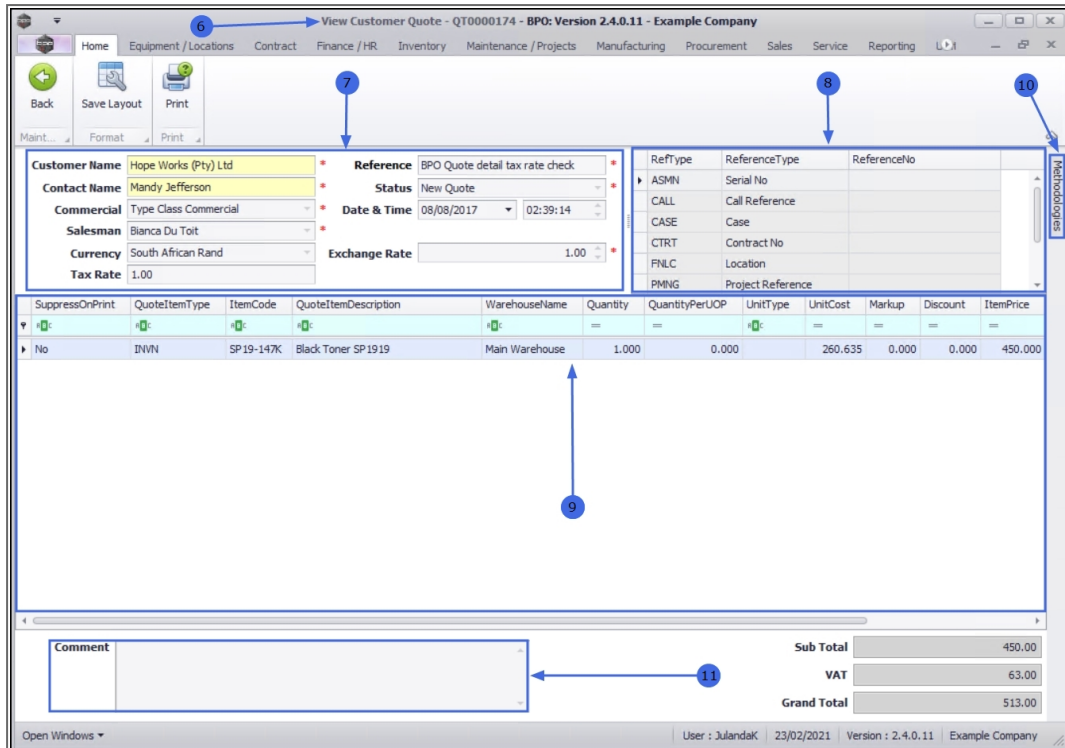 View Customer Quote - QT0000174 - BPO: Version 2.4.0.11 - Example Company
6
Home Equipment / Locations Contract Finance / HR Inventory Maintenance / Projects Manufacturing Procurement Sales Service Reporting
Back Save Layout Print
7 8 10
Maint... Format Print
Customer Name Hope Works (Pty) Ltd * Reference BPO Quote detail tax rate check *
Contact Name Mandy Jefferson * Status New Quote *
Commercial Type Class Commercial * Date & Time 08/08/2017 02:39:14
Salesman Bianca Du Toit *
Currency South African Rand Exchange Rate 1.00 *
Tax Rate 1.00
RefType ReferenceType ReferenceNo
ASMN Serial No
CALL Call Reference
CASE Case
CTRT Contract No
FNLC Location
PMNG Project Reference
Methodologies
SuppressOnPrint QuoteItemType ItemCode QuoteItemDescription WarehouseName Quantity QuantityPerUOP UnitType UnitCost Markup Discount ItemPrice
ABC ABC ABC ABC ABC = = ABC = = = =
No INVN SP19-147K Black Toner SP1919 Main Warehouse 1.000 0.000 260.635 0.000 0.000 450.000
9
Comment
11
Sub Total 450.00
VAT 63.00
Grand Total 513.00
Open Windows User : JulandaK 23/02/2021 Version : 2.4.0.11 Example Company